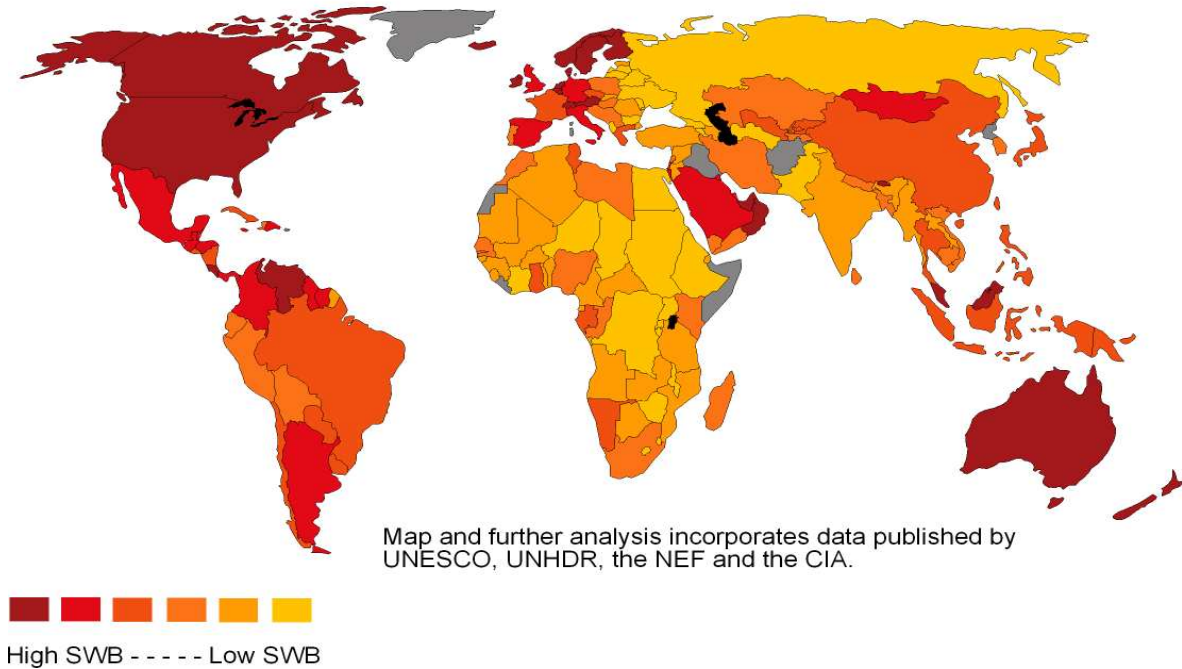 Map and further analysis incorporates data published by
UNESCO, UNHDR, the NEF and the CIA.
High SWB - - - - - Low SWB